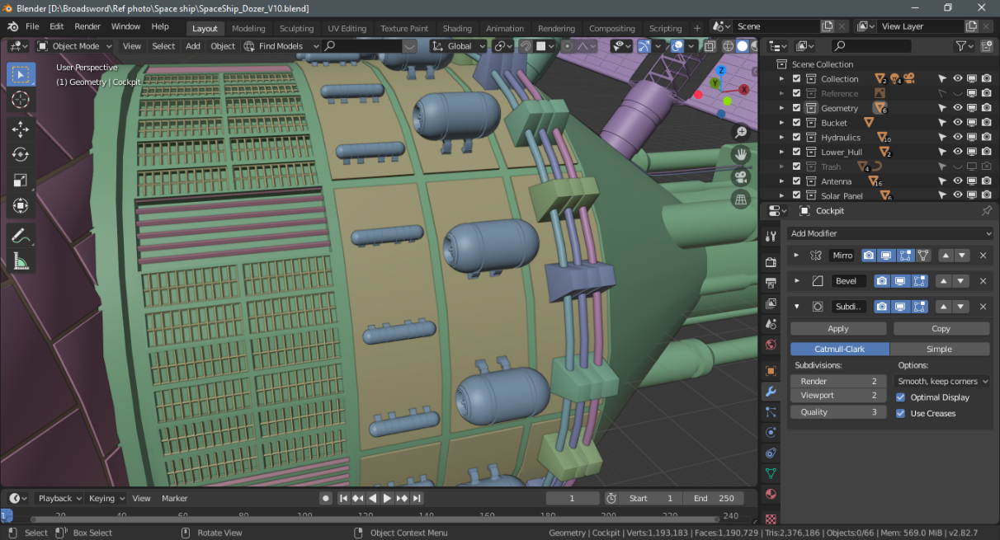 Blender [D:\Broadsword\Ref photo\Space ship\SpaceShip_Dozer_V10.blend]
File Edit Render Window Help Layout Modeling Sculpting UV Editing Texture Paint Shading Animation Rendering Compositing Scripting + Scene View Layer
Object Mode View Select Add Object Find Models Global
User Perspective
(1) Geometry | Cockpit
Z
Y
X
Scene Collection
Collection 2 4
Reference
Geometry 6
Bucket
Hydraulics 10
Lower_Hull 2
Trash 4
Antenna 16
Solar_Panel 6
Cockpit
Add Modifier
Mirro
Bevel
Subdi..
Apply Copy
Catmull-Clark Simple
Subdivisions: Options:
Render 2 Smooth, keep corners
Viewport 2 Optimal Display
Quality 3 Use Creases
Playback Keying View Marker 1 Start 1 End 250
1 20 40 60 80 100 120 140 160 180 200 220 240
Select Box Select Rotate View Object Context Menu Geometry | Cockpit | Verts:1,193,183 | Faces:1,190,729 | Tris:2,376,186 | Objects:0/66 | Mem: 569.0 MiB | v2.82.7